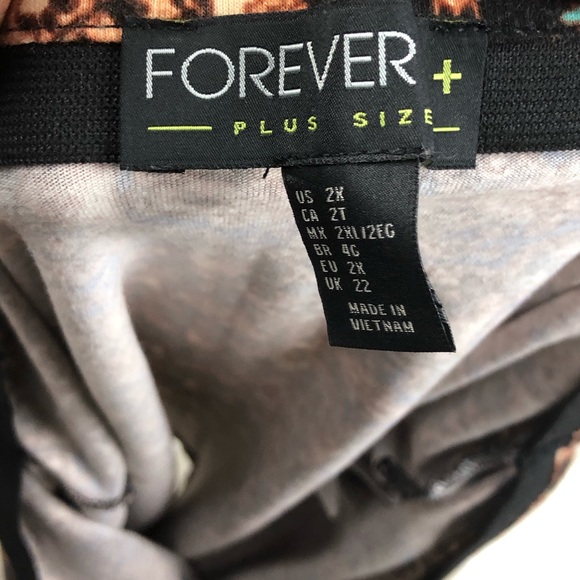 FOREVER +
PLUS SIZE
US 2X
CA 2T
MX 2XL/2EG
BR 4G
EU 2X
UK 22
MADE IN
VIETNAM